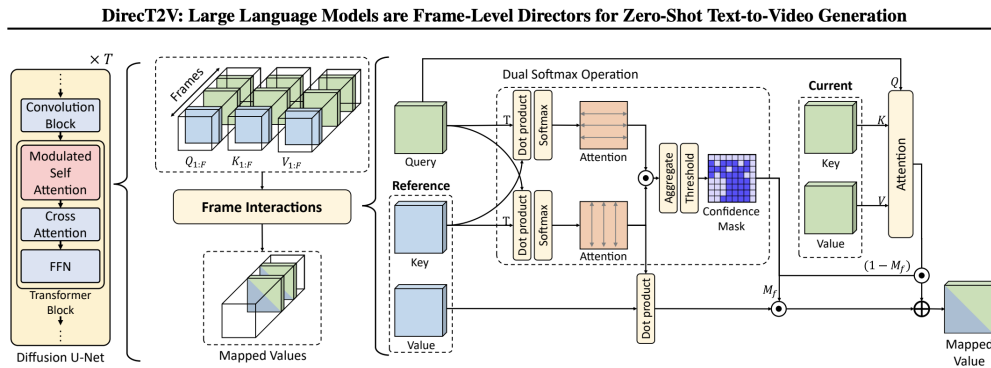 DirecT2V: Large Language Models are Frame-Level Directors for Zero-Shot Text-to-Video Generation
× T
Convolution
Block
Modulated
Self
Attention
Cross
Attention
FFN
Transformer
Block
Diffusion U-Net
Frames
Q1:F
K1:F
V1:F
Frame Interactions
Mapped Values
Query
Reference
Key
Value
Dual Softmax Operation
T
Dot product
Softmax
Attention
T
Dot product
Softmax
Attention
Dot product
Aggregate
Threshold
Confidence
Mask
Mf
Current
Key
Value
Q
K
V
Attention
(1 − Mf)
Mapped
Value